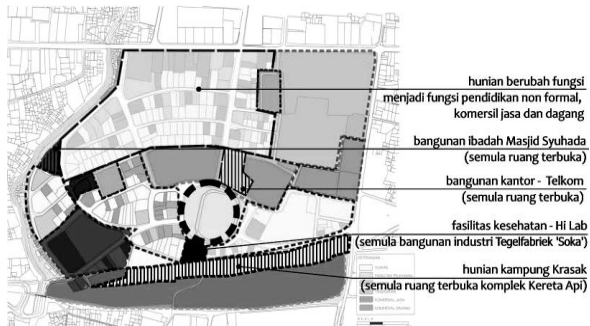 hunian berubah fungsi
menjadi fungsi pendidikan non formal,
komersil jasa dan dagang
bangunan ibadah Masjid Syuhada
(semula ruang terbuka)
bangunan kantor - Telkom
(semula ruang terbuka)
fasilitas kesehatan - Hi Lab
(semula bangunan industri Tegelfabriek 'Soka')
hunian kampung Krasak
(semula ruang terbuka komplek Kereta Api)